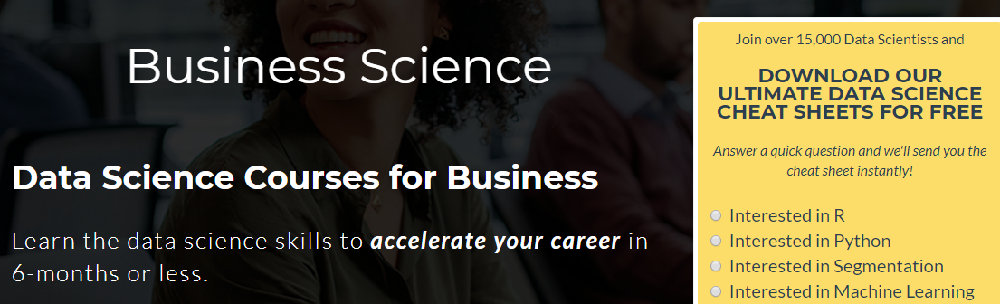 Business Science
Data Science Courses for Business
Learn the data science skills to accelerate your career in
6-months or less.
Join over 15,000 Data Scientists and
DOWNLOAD OUR
ULTIMATE DATA SCIENCE
CHEAT SHEETS FOR FREE
Answer a quick question and we'll send you the
cheat sheet instantly!
Interested in R
Interested in Python
Interested in Segmentation
Interested in Machine Learning